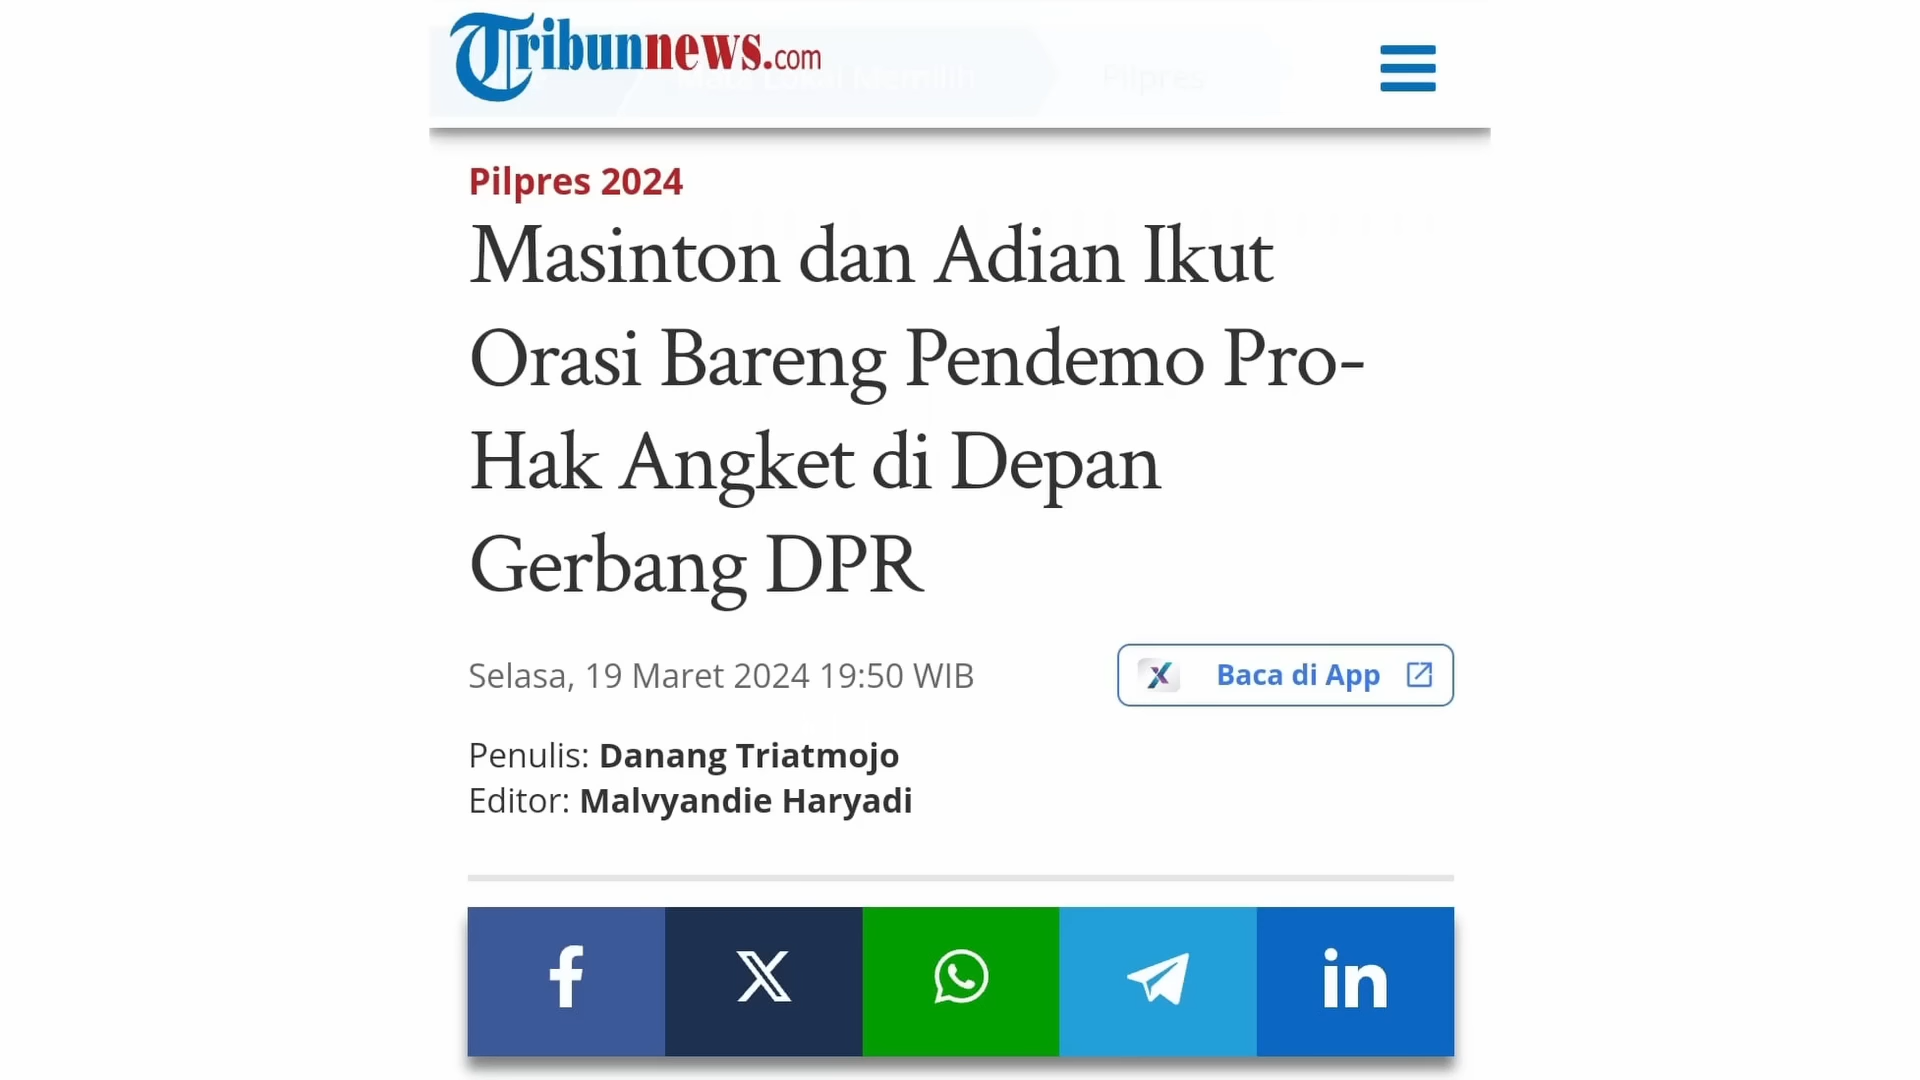 Tribunnews.com
Pilpres
Pilpres 2024
Masinton dan Adian Ikut
Orasi Bareng Pendemo Pro-
Hak Angket di Depan
Gerbang DPR
Selasa, 19 Maret 2024 19:50 WIB
Baca di App
Penulis: Danang Triatmojo
Editor: Malvyandie Haryadi